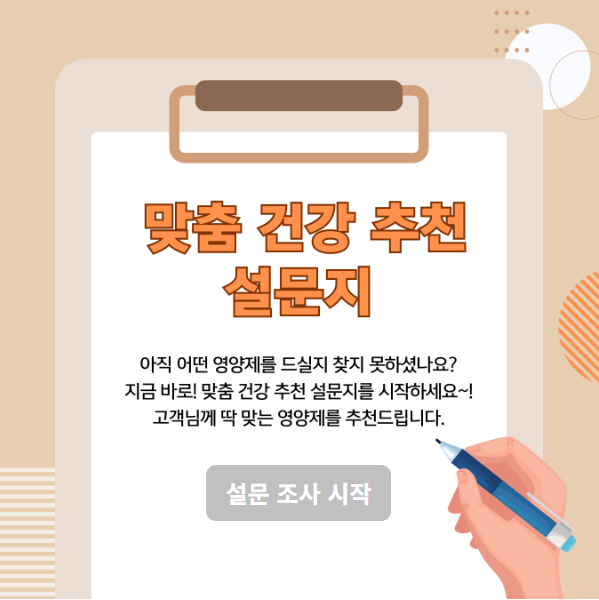 맞춤 건강 추천
설문지
아직 어떤 영양제를 드실지 찾지 못하셨나요?
지금 바로! 맞춤 건강 추천 설문지를 시작하세요~!
고객님께 딱 맞는 영양제를 추천드립니다.
설문 조사 시작